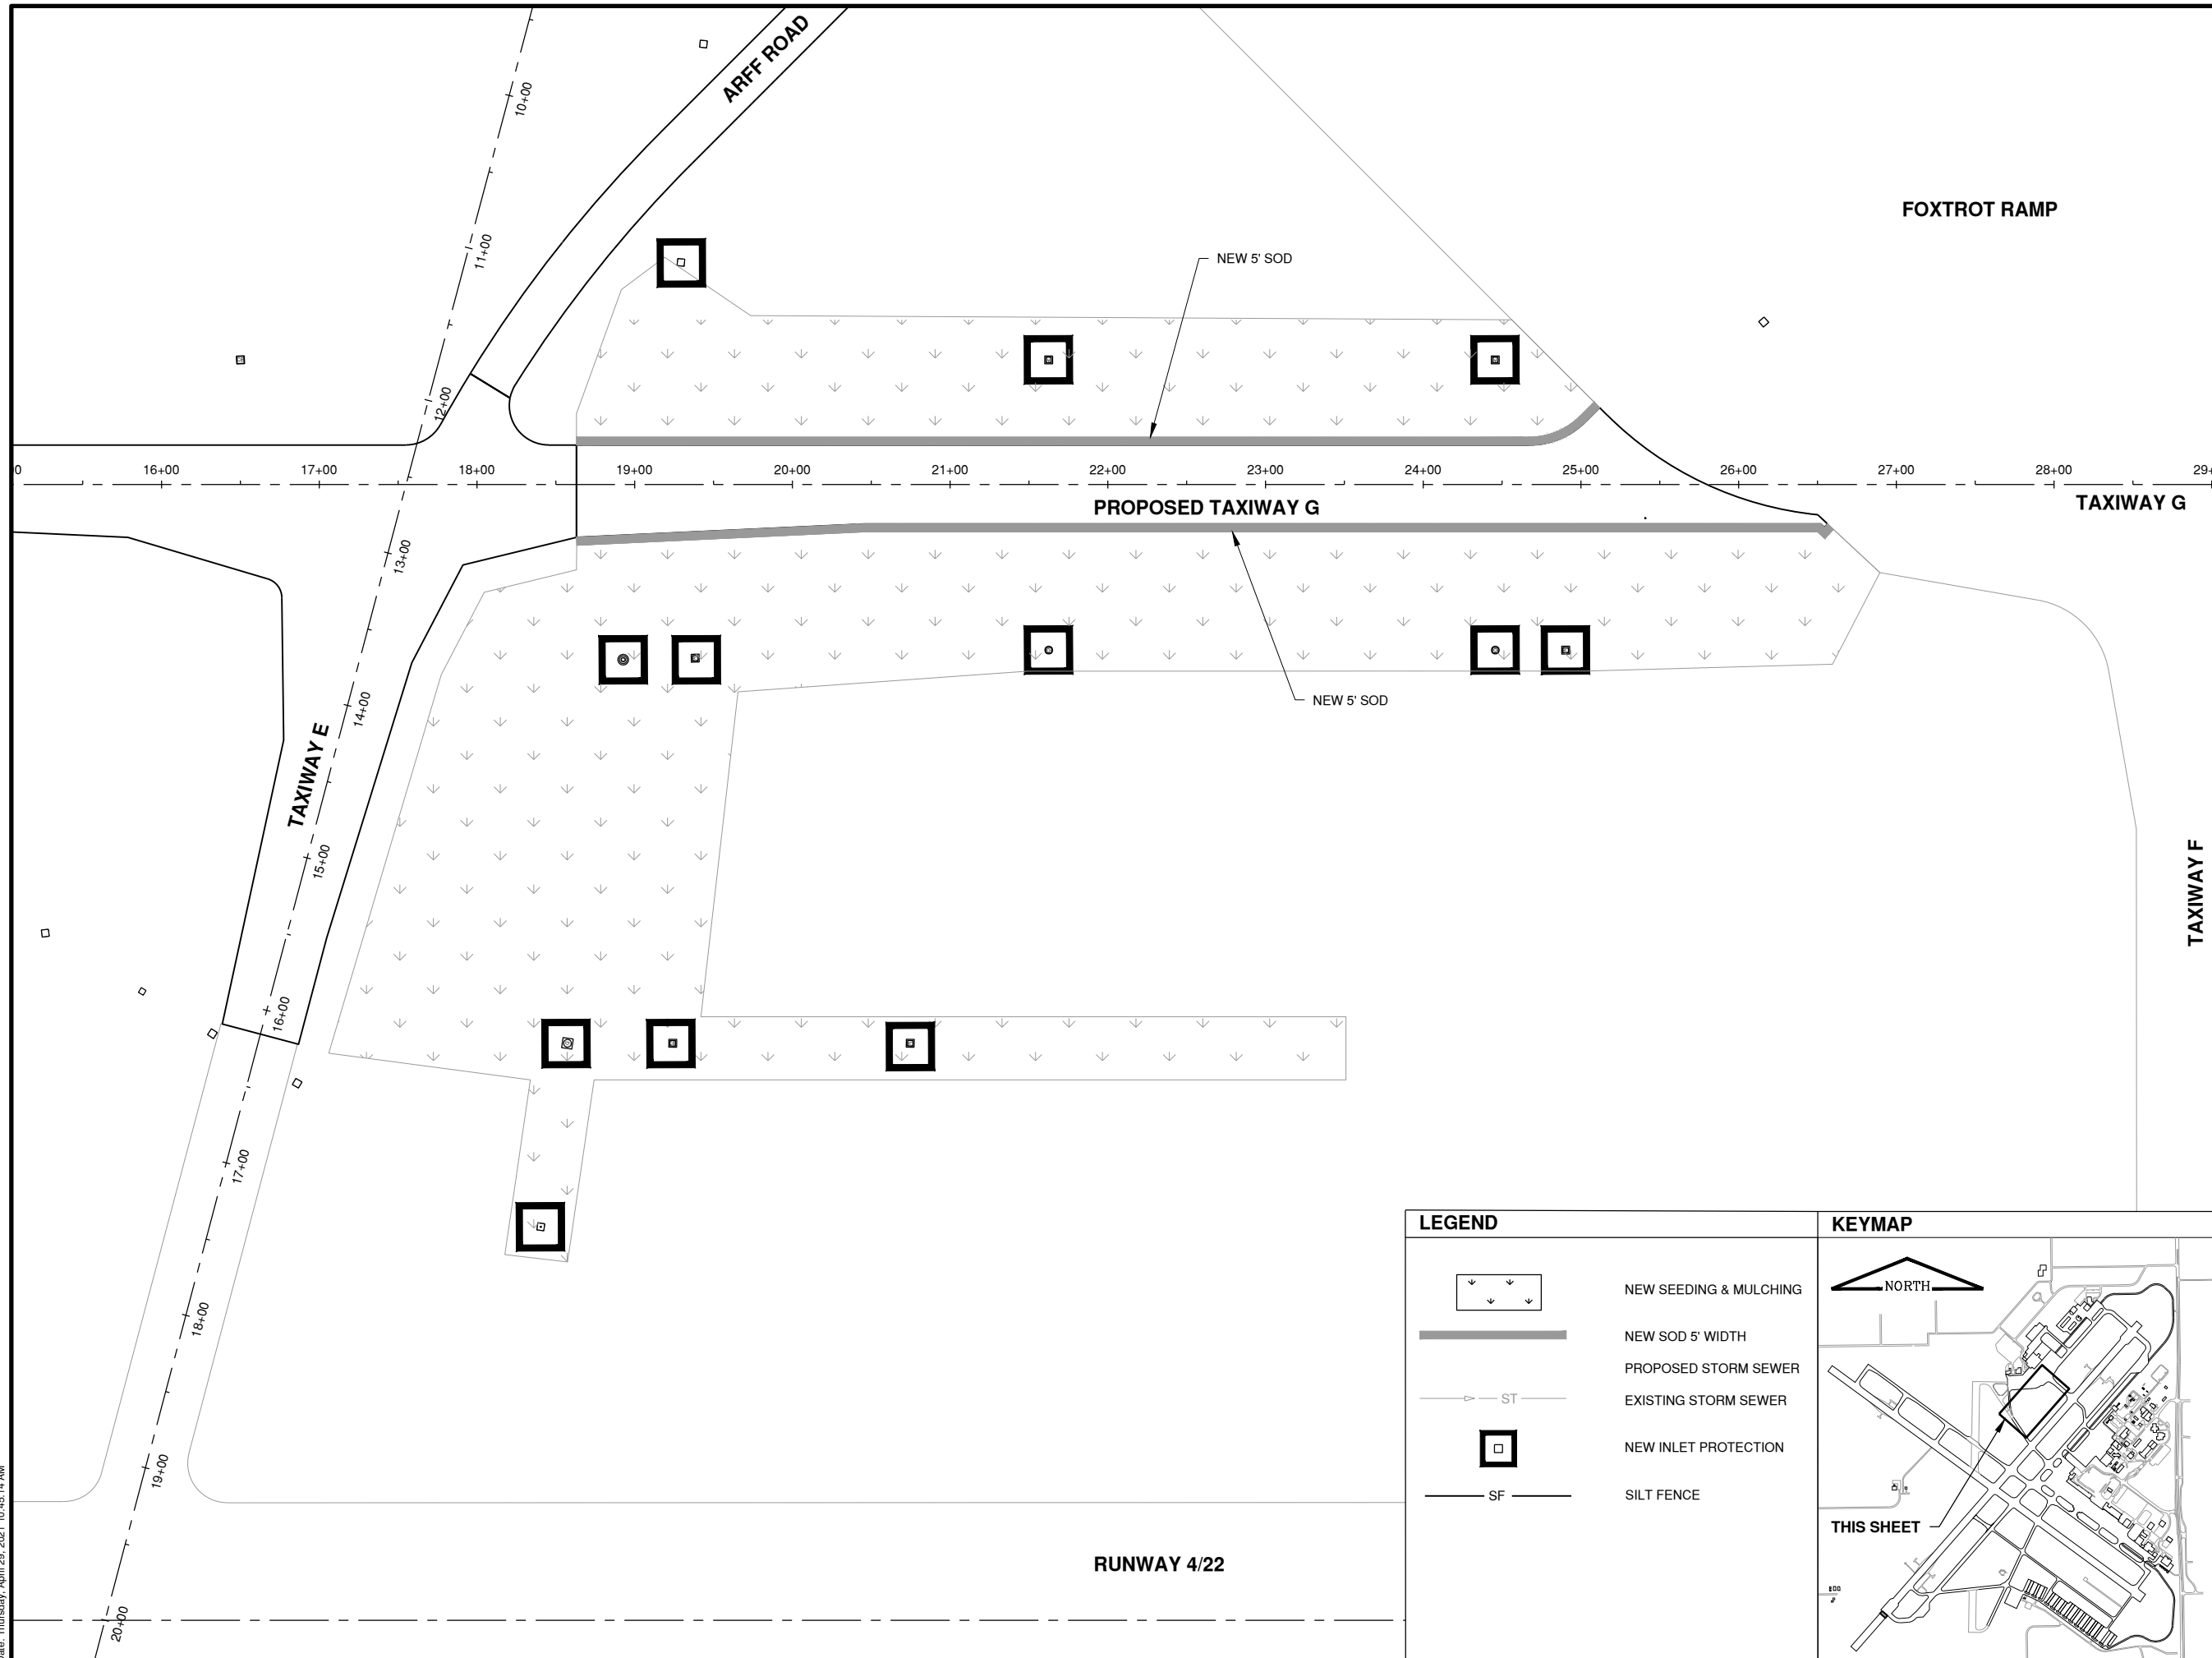 ARFF ROAD
10+00
11+00
12+00
13+00
14+00
15+00
16+00
17+00
18+00
19+00
20+00
TAXIWAY E
FOXTROT RAMP
NEW 5' SOD
16+00 17+00 18+00 19+00 20+00 21+00 22+00 23+00 24+00 25+00 26+00 27+00 28+00
PROPOSED TAXIWAY G
TAXIWAY G
NEW 5' SOD
TAXIWAY F
RUNWAY 4/22
LEGEND
NEW SEEDING & MULCHING
NEW SOD 5' WIDTH
PROPOSED STORM SEWER
ST
EXISTING STORM SEWER
NEW INLET PROTECTION
SF
SILT FENCE
KEYMAP
NORTH
THIS SHEET